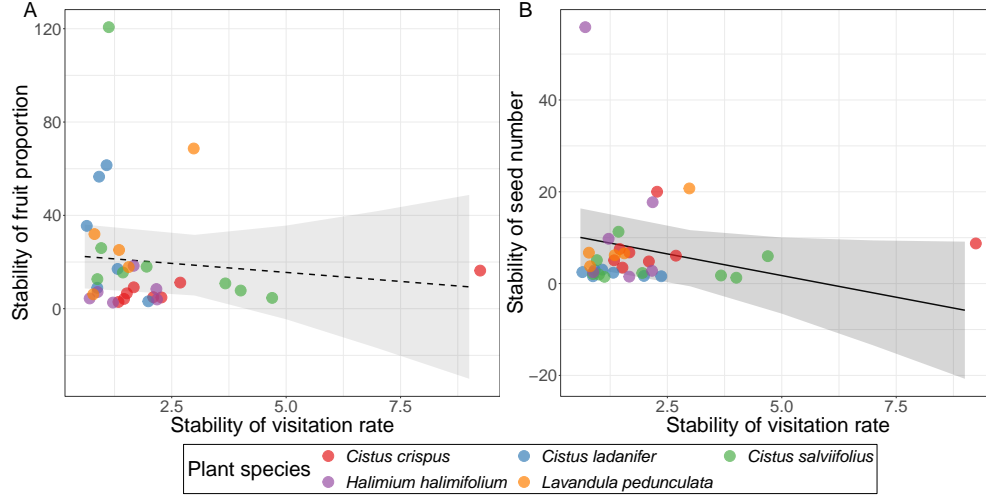 A
B
Stability of fruit proportion
120
80
40
0
2.5
5.0
7.5
Stability of visitation rate
Stability of seed number
40
20
0
−20
2.5
5.0
7.5
Stability of visitation rate
Plant species
Cistus crispus
Cistus ladanifer
Cistus salviifolius
Halimium halimifolium
Lavandula pedunculata